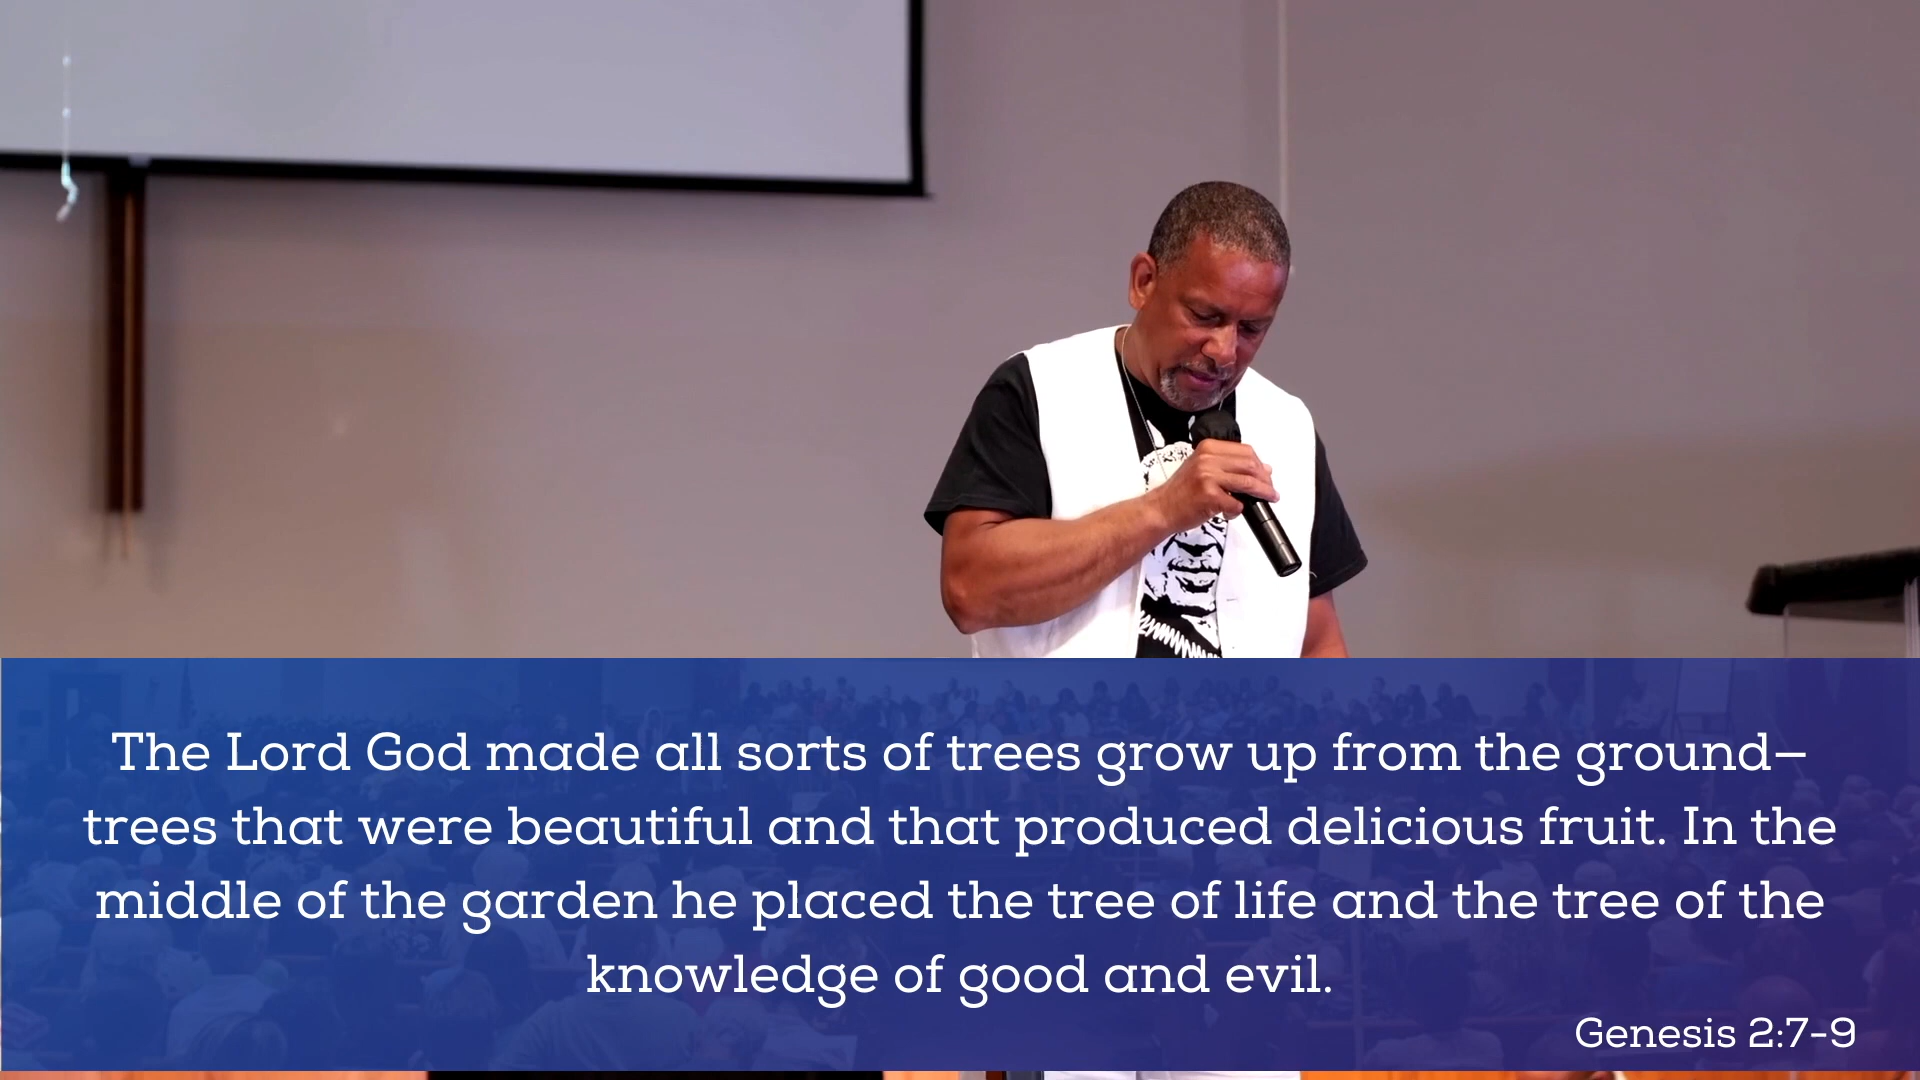 The Lord God made all sorts of trees grow up from the ground—
trees that were beautiful and that produced delicious fruit. In the
middle of the garden he placed the tree of life and the tree of the
knowledge of good and evil.
Genesis 2:7-9